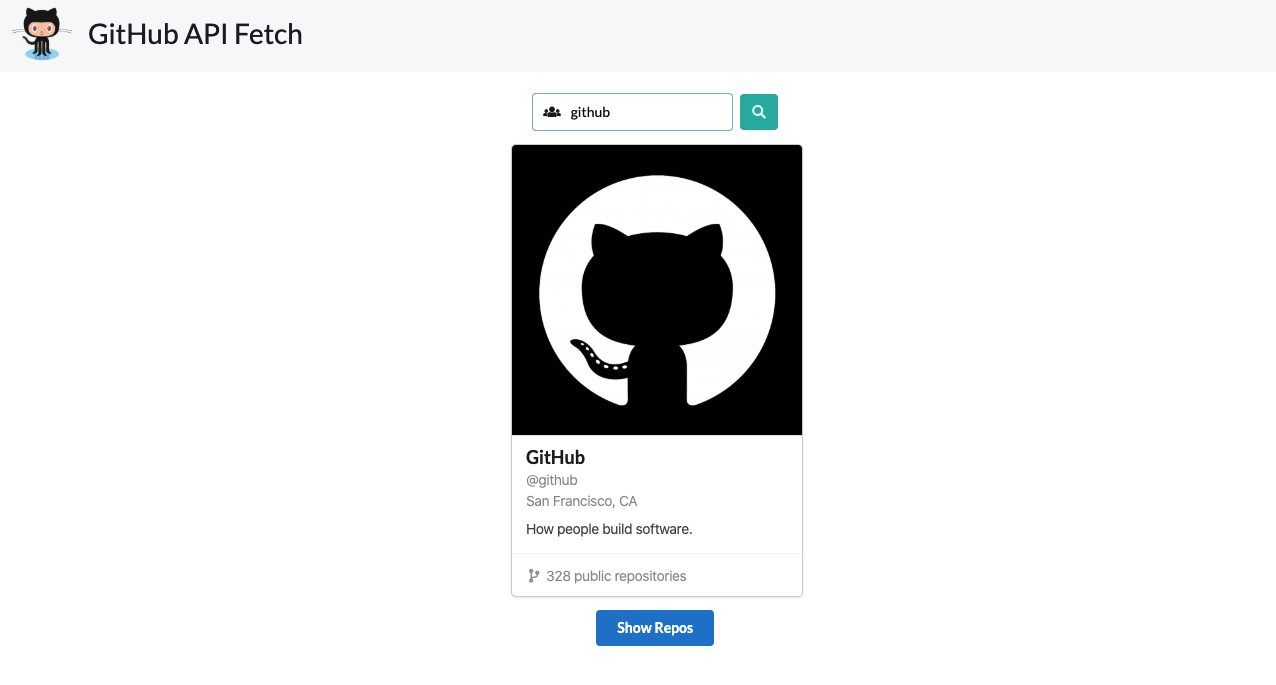 GitHub API Fetch
github
GitHub
@github
San Francisco, CA
How people build software.
328 public repositories
Show Repos